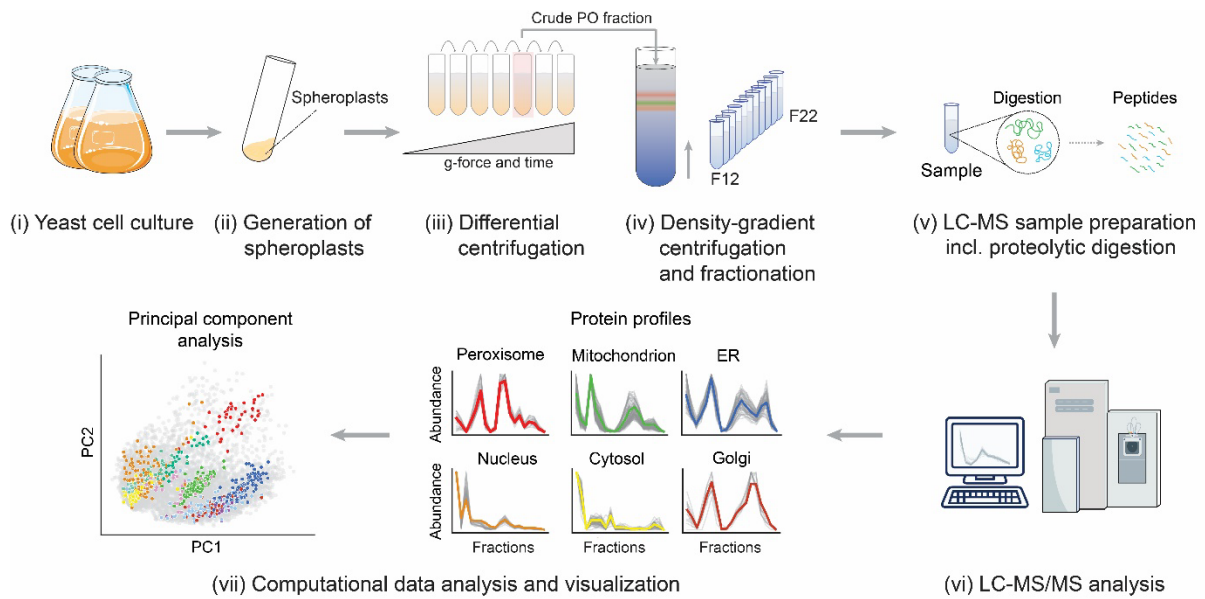 Crude PO fraction
Spheroplasts
g-force and time
F22
F12
Digestion
Peptides
Sample
(i) Yeast cell culture
(ii) Generation of
spheroplasts
(iii) Differential
centrifugation
(iv) Density-gradient
centrifugation
and fractionation
(v) LC-MS sample preparation
incl. proteolytic digestion
Principal component
analysis
PC2
PC1
Protein profiles
Peroxisome
Mitochondrion
ER
Abundance
Nucleus
Cytosol
Golgi
Abundance
Fractions
Fractions
Fractions
(vii) Computational data analysis and visualization
(vi) LC-MS/MS analysis